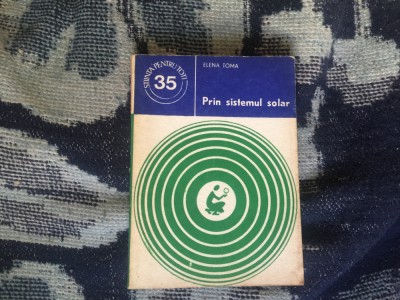 ȘTIINȚA PENTRU TOȚI
35
ELENA TOMA
Prin sistemul solar